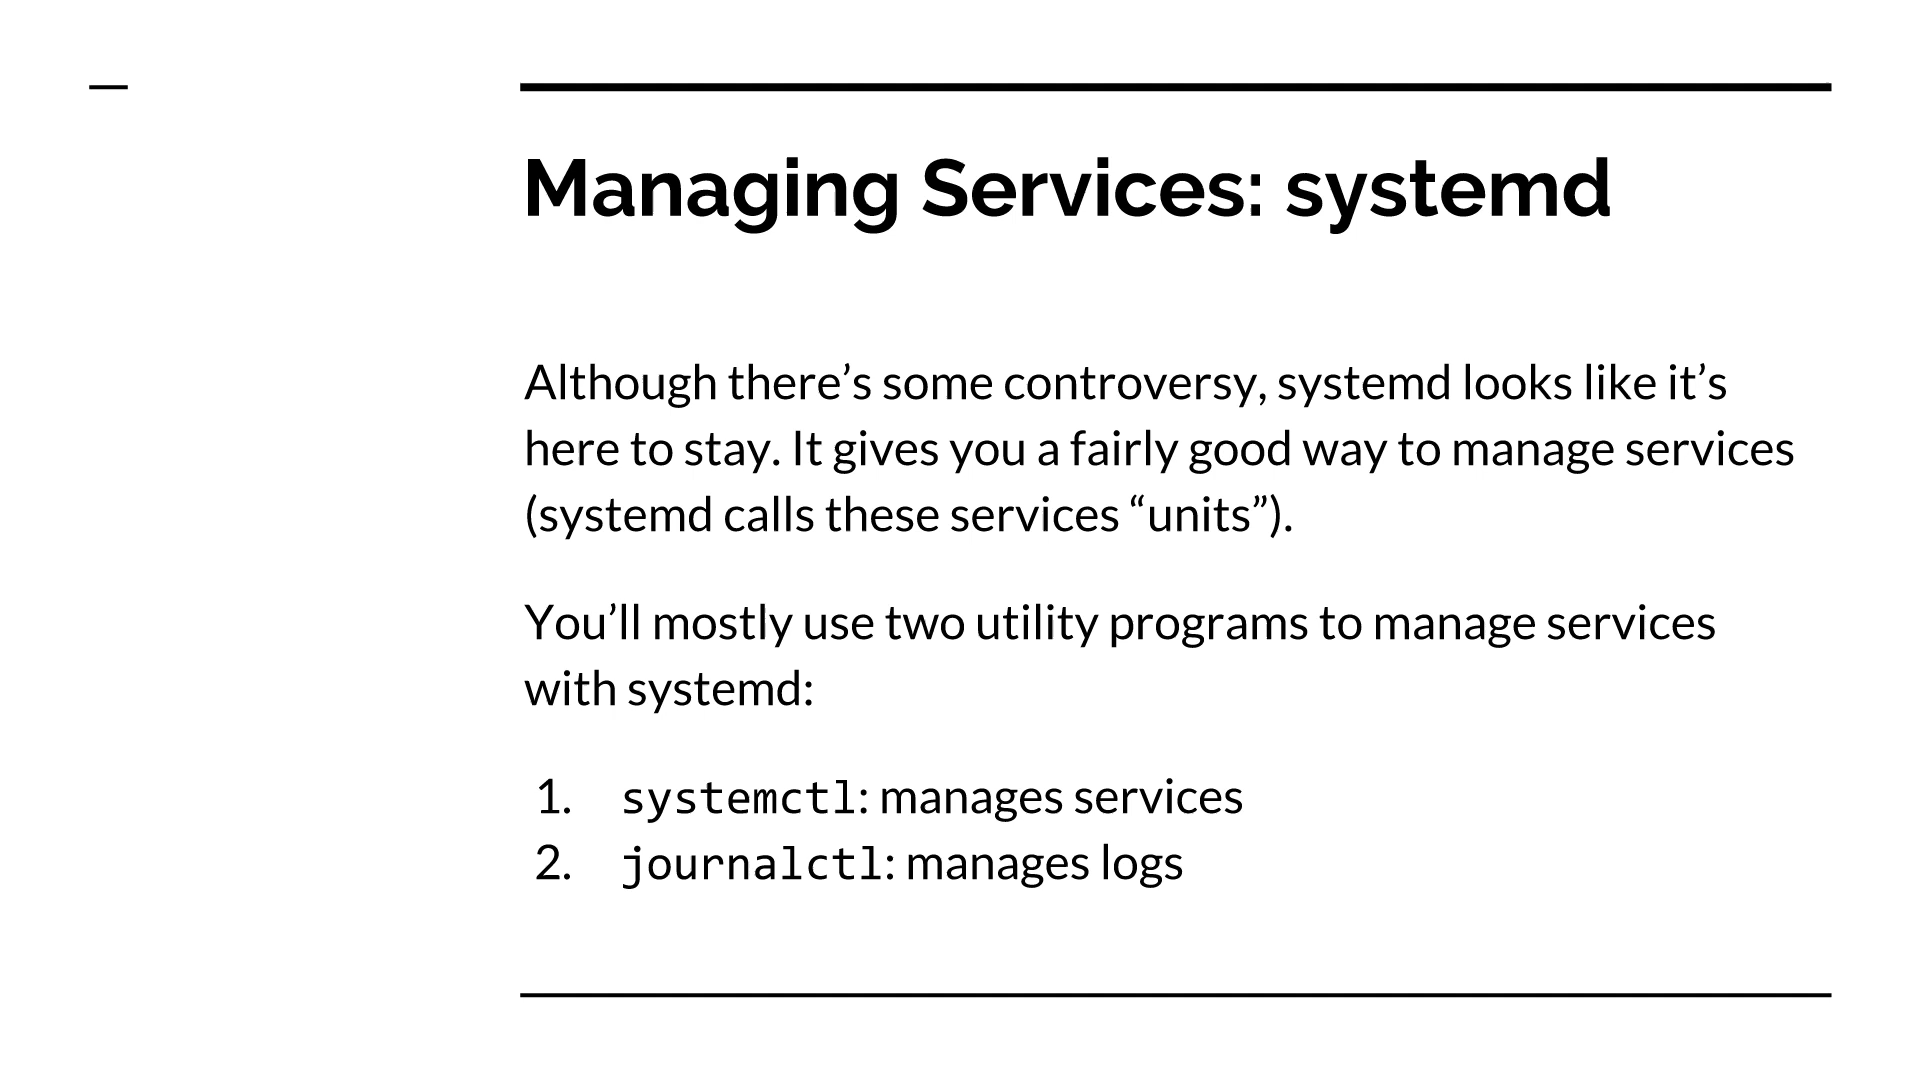 Managing Services: systemd
Although there’s some controversy, systemd looks like it’s
here to stay. It gives you a fairly good way to manage services
(systemd calls these services “units”).
You’ll mostly use two utility programs to manage services
with systemd:
1. systemctl: manages services
2. journalctl: manages logs